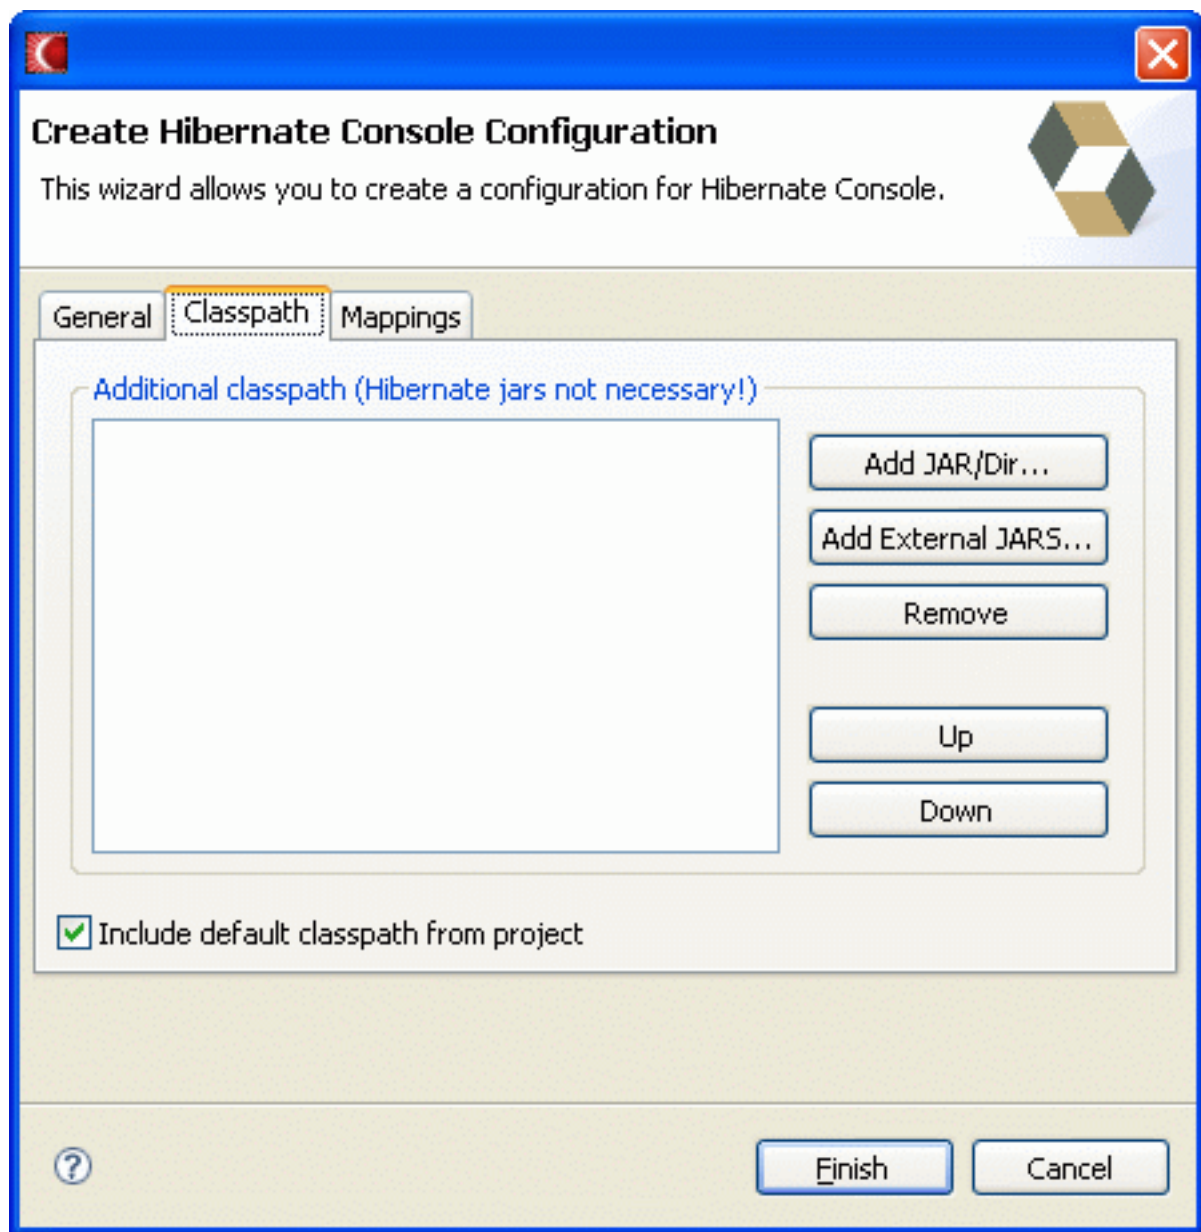 Create Hibernate Console Configuration
This wizard allows you to create a configuration for Hibernate Console.
General Classpath Mappings
Additional classpath (Hibernate jars not necessary!)
Add JAR/Dir...
Add External JARS...
Remove
Up
Down
Include default classpath from project
?
Finish Cancel